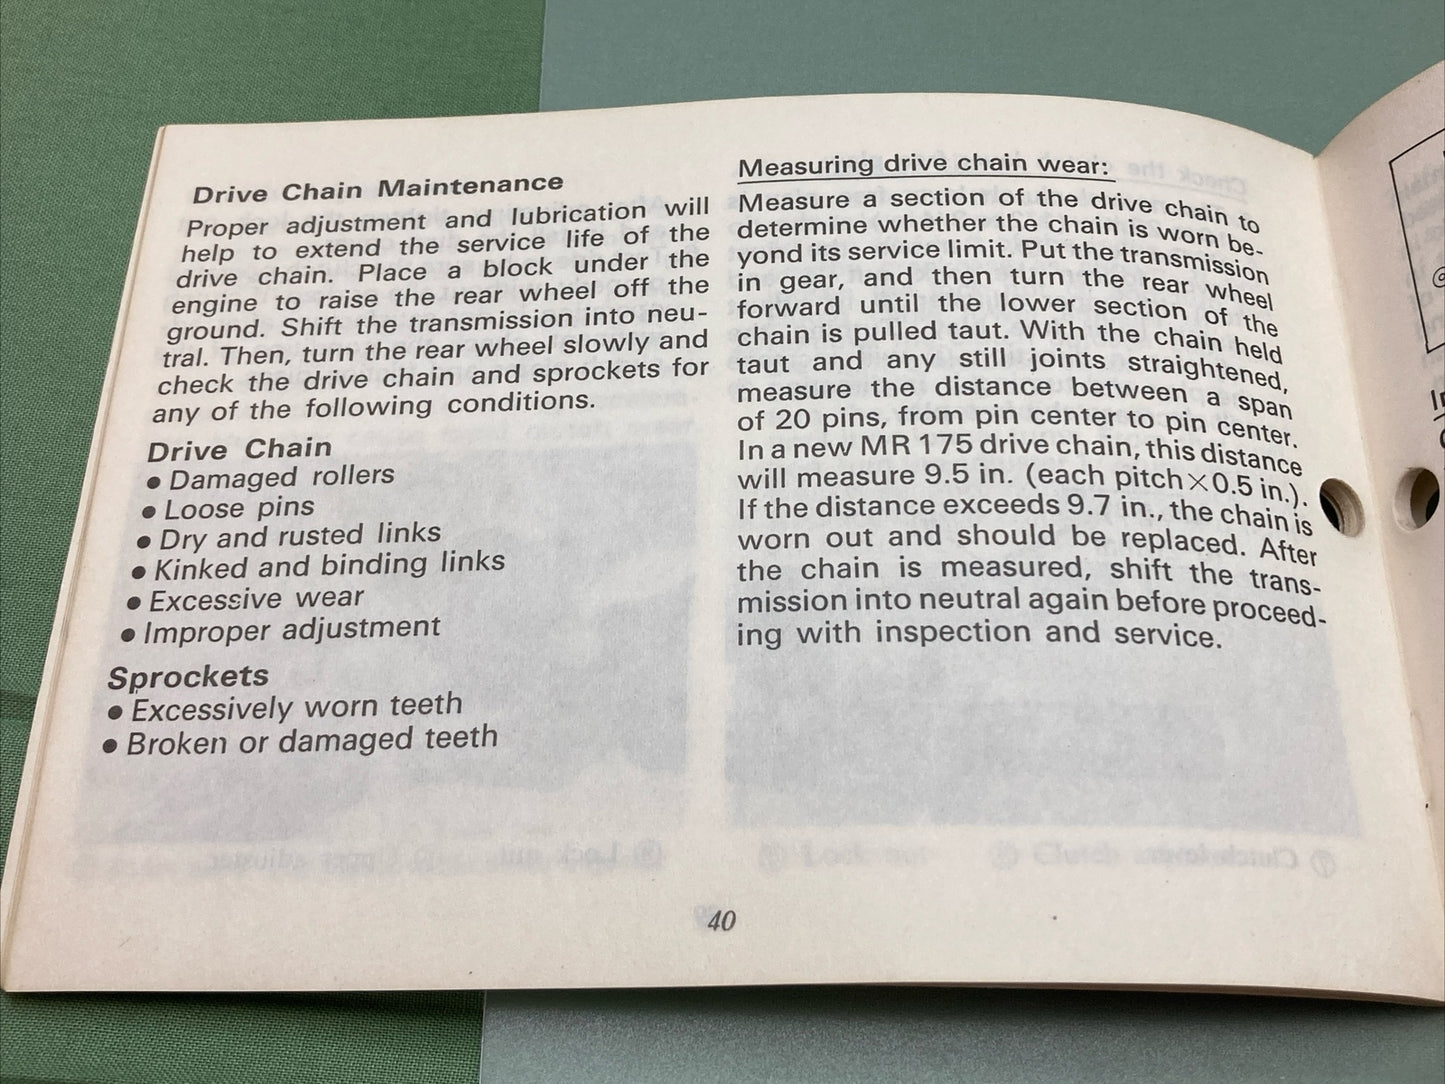 Drive Chain Maintenance
Proper adjustment and lubrication will
help to extend the service life of the
drive chain. Place a block under the
engine to raise the rear wheel off the
ground. Shift the transmission into neu-
tral. Then, turn the rear wheel slowly and
check the drive chain and sprockets for
any of the following conditions.
Drive Chain
● Damaged rollers
● Loose pins
● Dry and rusted links
● Kinked and binding links
● Excessive wear
● Improper adjustment
Sprockets
● Excessively worn teeth
● Broken or damaged teeth
Measuring drive chain wear:
Measure a section of the drive chain to
determine whether the chain is worn be-
yond its service limit. Put the transmission
in gear, and then turn the rear wheel
forward until the lower section of the
chain is pulled taut. With the chain held
taut and any still joints straightened,
measure the distance between a span
of 20 pins, from pin center to pin center.
In a new MR 175 drive chain, this distance
will measure 9.5 in. (each pitch×0.5 in.).
If the distance exceeds 9.7 in., the chain is
worn out and should be replaced. After
the chain is measured, shift the trans-
mission into neutral again before proceed-
ing with inspection and service.
40